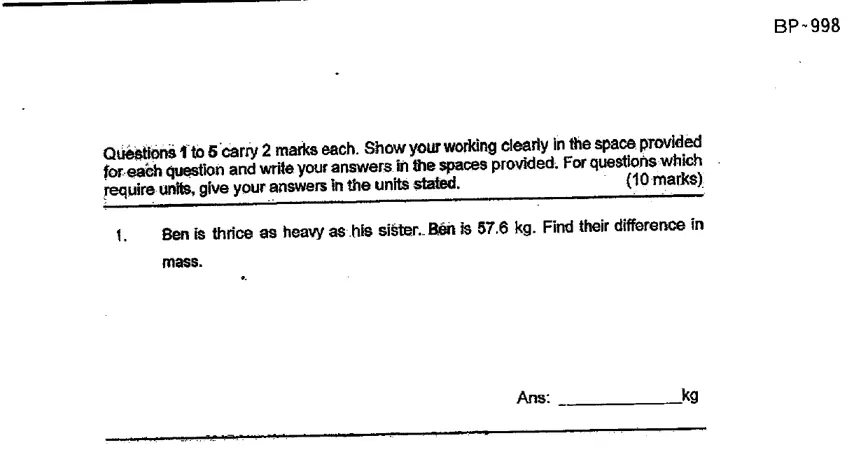 BP-998
Questions 1 to 5 carry 2 marks each. Show your working clearly in the space provided
for each question and write your answers in the spaces provided. For questions which
require units, give your answers in the units stated. (10 marks)
1. Ben is thrice as heavy as his sister. Ben is 57.6 kg. Find their difference in
mass.
Ans: ____________kg